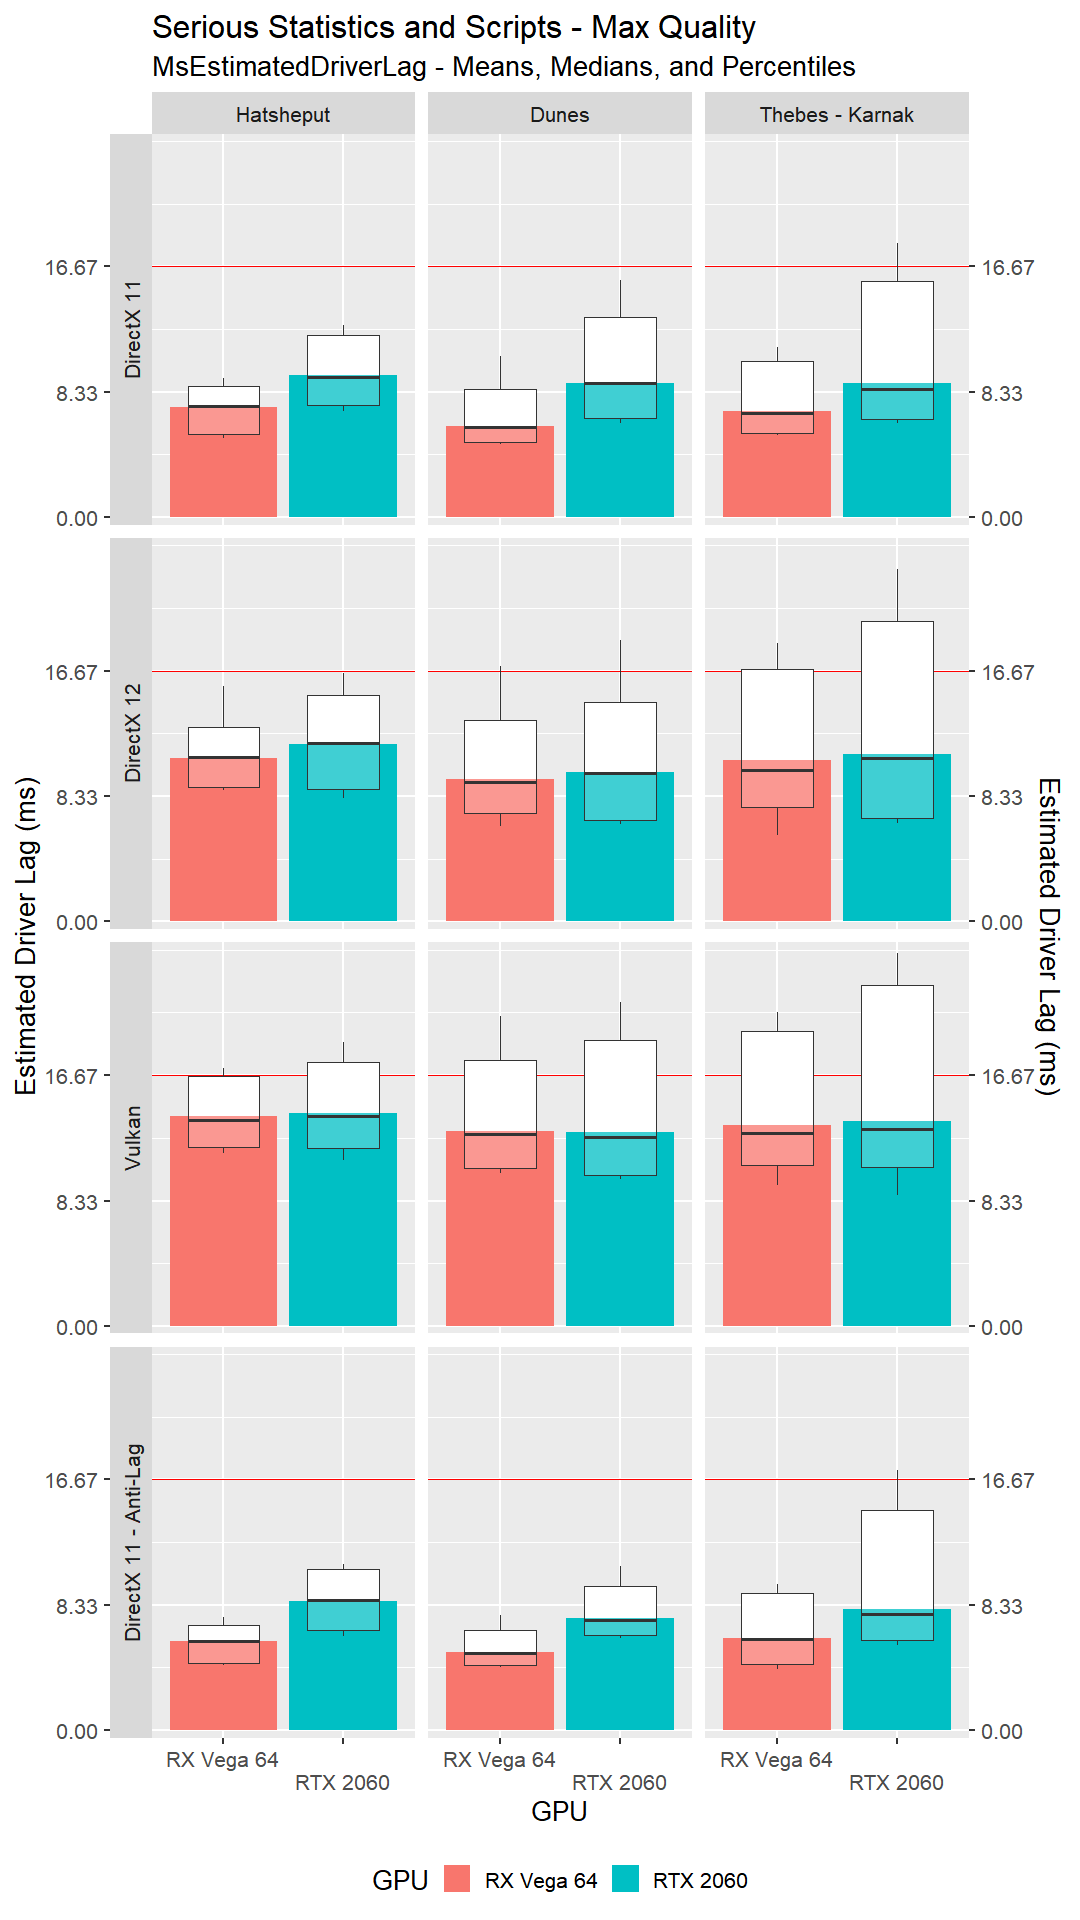 Serious Statistics and Scripts - Max Quality
MsEstimatedDriverLag - Means, Medians, and Percentiles
Hatsheput
Dunes
Thebes - Karnak
Estimated Driver Lag (ms)
DirectX 11
16.67
8.33
0.00
16.67
8.33
0.00
DirectX 12
16.67
8.33
0.00
16.67
8.33
0.00
Vulkan
16.67
8.33
0.00
16.67
8.33
0.00
DirectX 11 - Anti-Lag
16.67
8.33
0.00
16.67
8.33
0.00
Estimated Driver Lag (ms)
RX Vega 64
RTX 2060
RX Vega 64
RTX 2060
RX Vega 64
RTX 2060
GPU
GPU RX Vega 64 RTX 2060